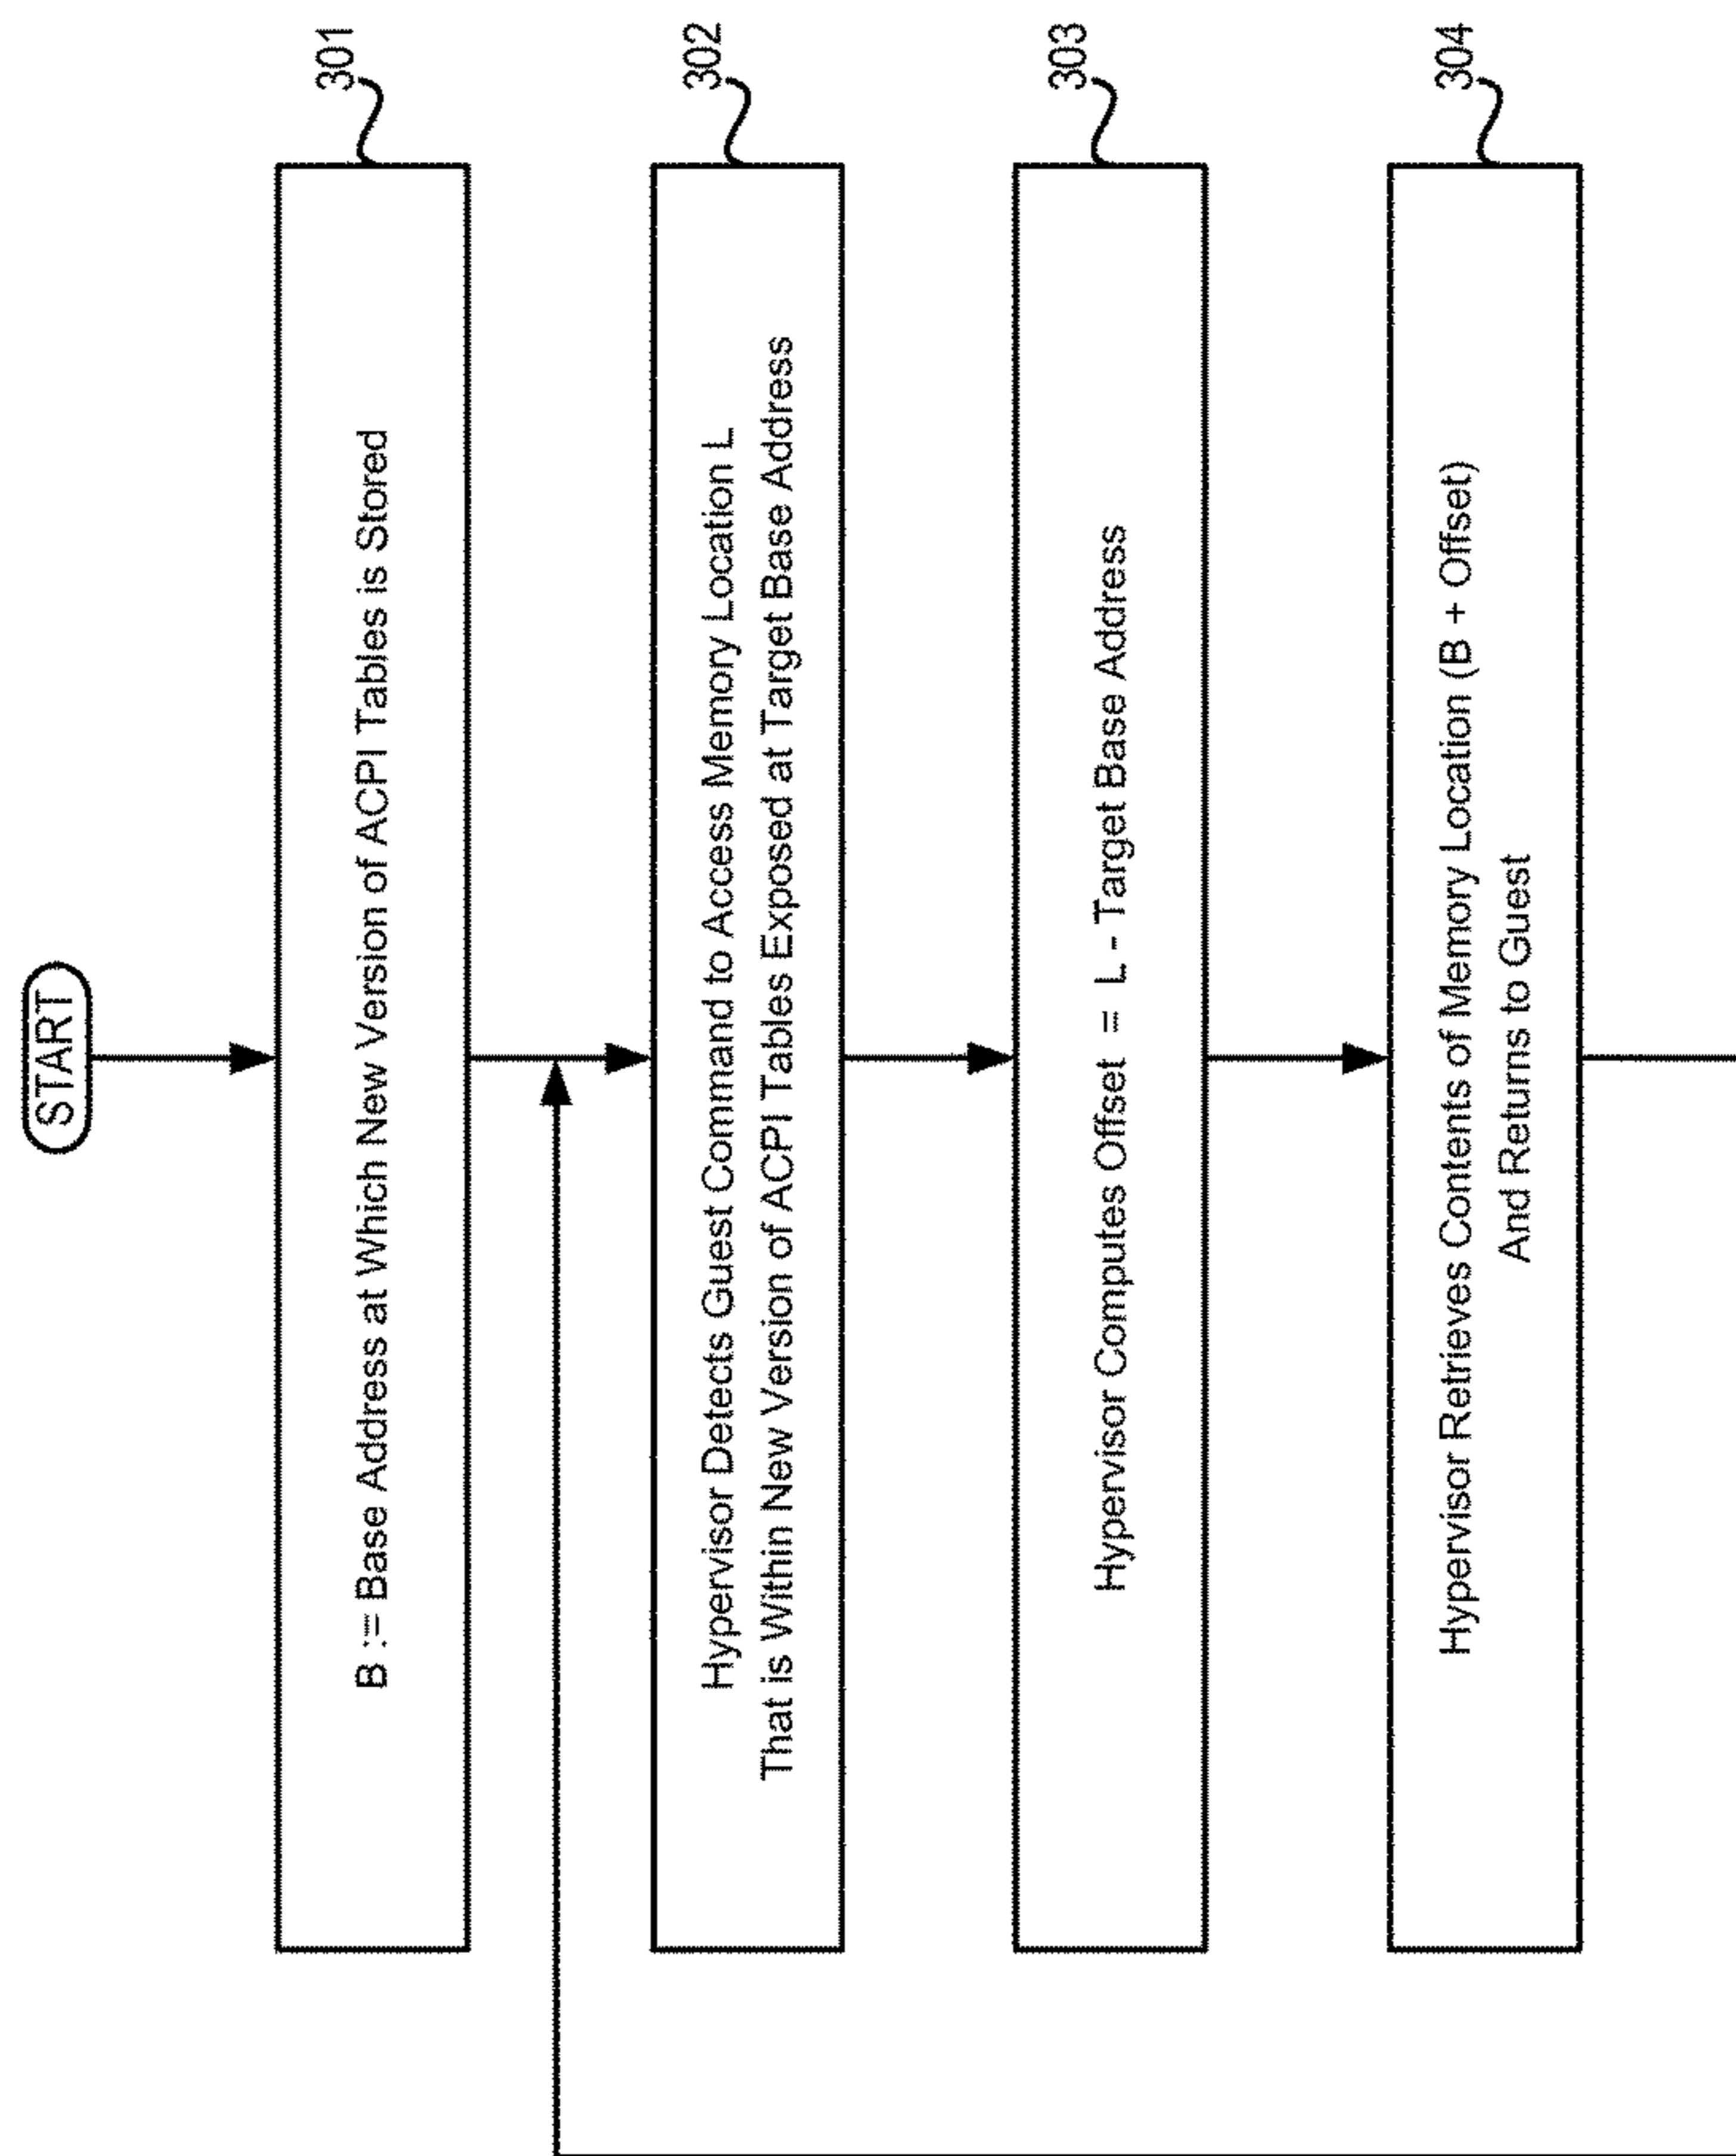 START
301
B := Base Address at Which New Version of ACPI Tables is Stored
302
Hypervisor Detects Guest Command to Access Memory Location L
That is Within New Version of ACPI Tables Exposed at Target Base Address
303
Hypervisor Computes Offset = L - Target Base Address
304
Hypervisor Retrieves Contents of Memory Location (B + Offset)
And Returns to Guest